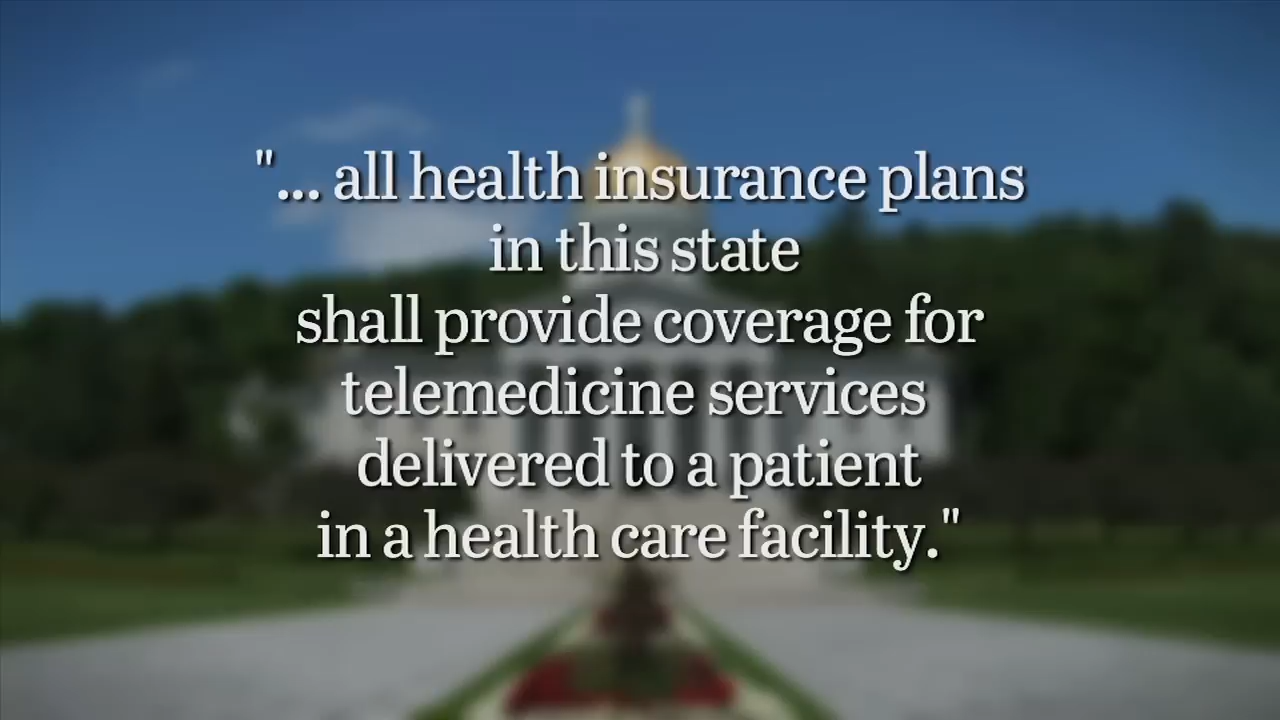 "... all health insurance plans
in this state
shall provide coverage for
telemedicine services
delivered to a patient
in a health care facility."